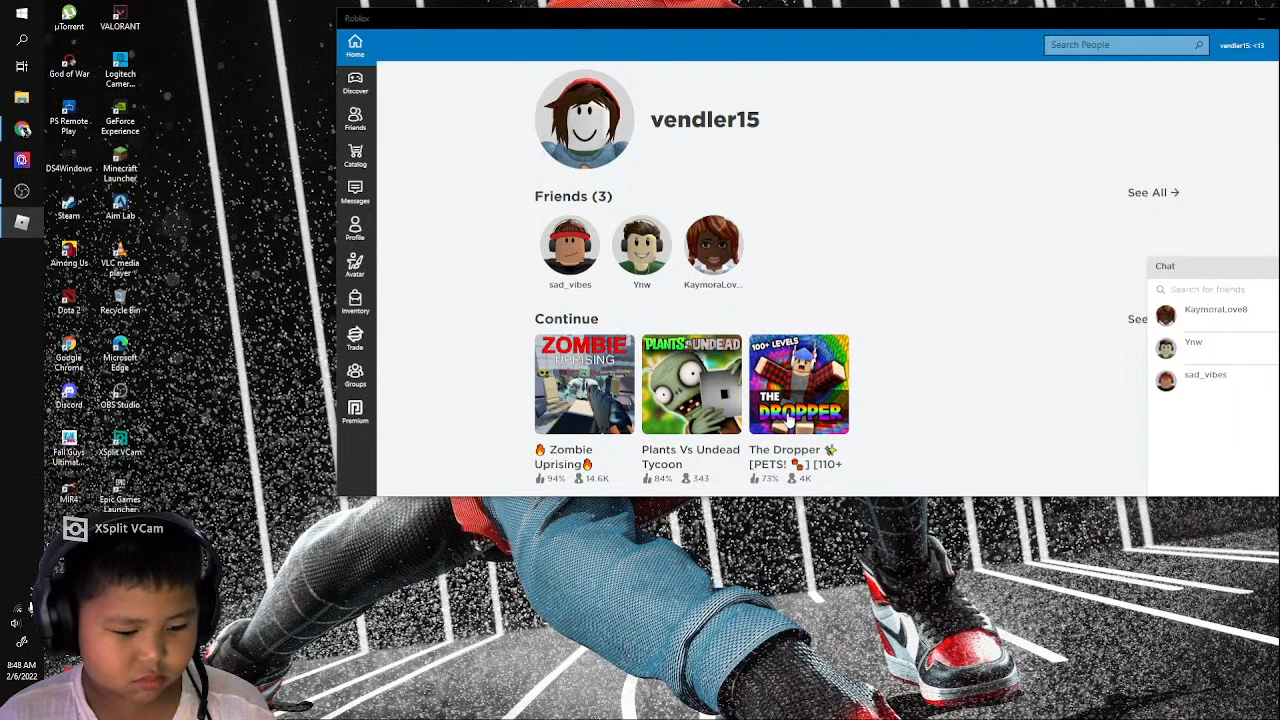 µTorrent
VALORANT
God of War
Logitech
Camer...
PS Remote
Play
GeForce
Experience
DS4Windows
Minecraft
Launcher
Steam
Aim Lab
Among Us
VLC media
player
Dota 2
Recycle Bin
Google
Chrome
Microsoft
Edge
Discord
OBS Studio
Fall Guys
Ultimat...
XSplit VCam
MIR4
Epic Games
Launcher
XSplit VCam
8:48 AM
2/6/2022
Roblox
Home
Discover
Friends
Catalog
Messages
Profile
Avatar
Inventory
Trade
Groups
Premium
Search People
vendler15: <13
vendler15
Friends (3)
See All →
sad_vibes
Ynw
KaymoraLov...
Continue
See
ZOMBIE
UPRISING
PLANTS VS UNDEAD
100+ LEVELS
THE
DROPPER
🔥 Zombie
Uprising🔥
94% 14.6K
Plants Vs Undead
Tycoon
84% 343
The Dropper
[PETS! ] [110+
73% 4K
Chat
Search for friends
KaymoraLove8
Ynw
sad_vibes